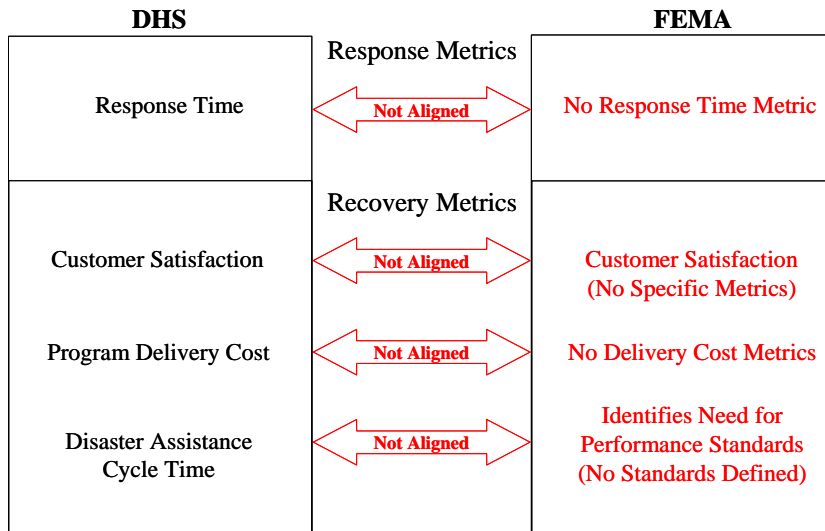 DHS
FEMA
Response Metrics
Response Time
Not Aligned
No Response Time Metric
Recovery Metrics
Customer Satisfaction
Not Aligned
Customer Satisfaction
(No Specific Metrics)
Program Delivery Cost
Not Aligned
No Delivery Cost Metrics
Disaster Assistance
Cycle Time
Not Aligned
Identifies Need for
Performance Standards
(No Standards Defined)